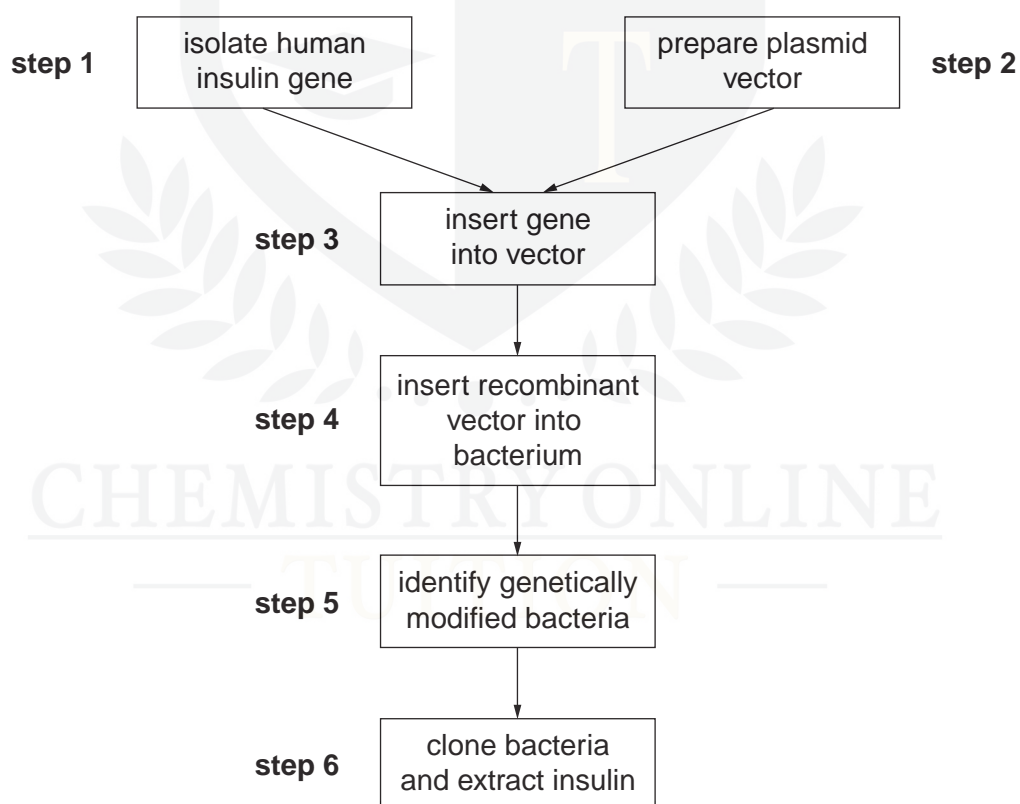 step 1
isolate human
insulin gene
prepare plasmid
vector
step 2
step 3
insert gene
into vector
step 4
insert recombinant
vector into
bacterium
CHEMISTRY ONLINE
TUITION
step 5
identify genetically
modified bacteria
step 6
clone bacteria
and extract insulin
T